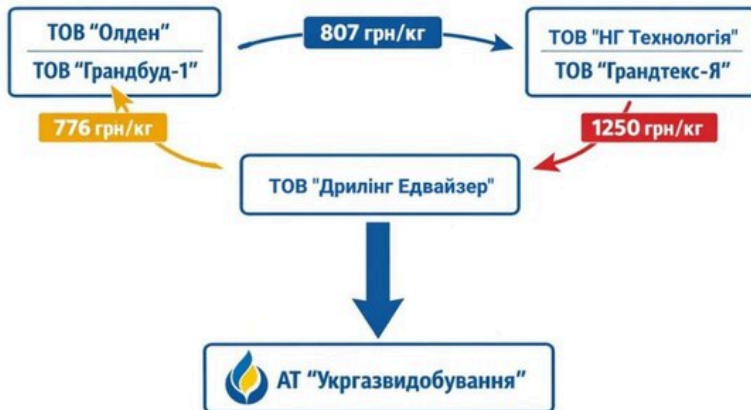 ТОВ “Олден”
ТОВ “Грандбуд-1”
807 грн/кг
ТОВ "НГ Технологія"
ТОВ “Грандтекс-Я”
776 грн/кг
1250 грн/кг
ТОВ "Дрилінг Едвайзер"
АТ “Укргазвидобування”